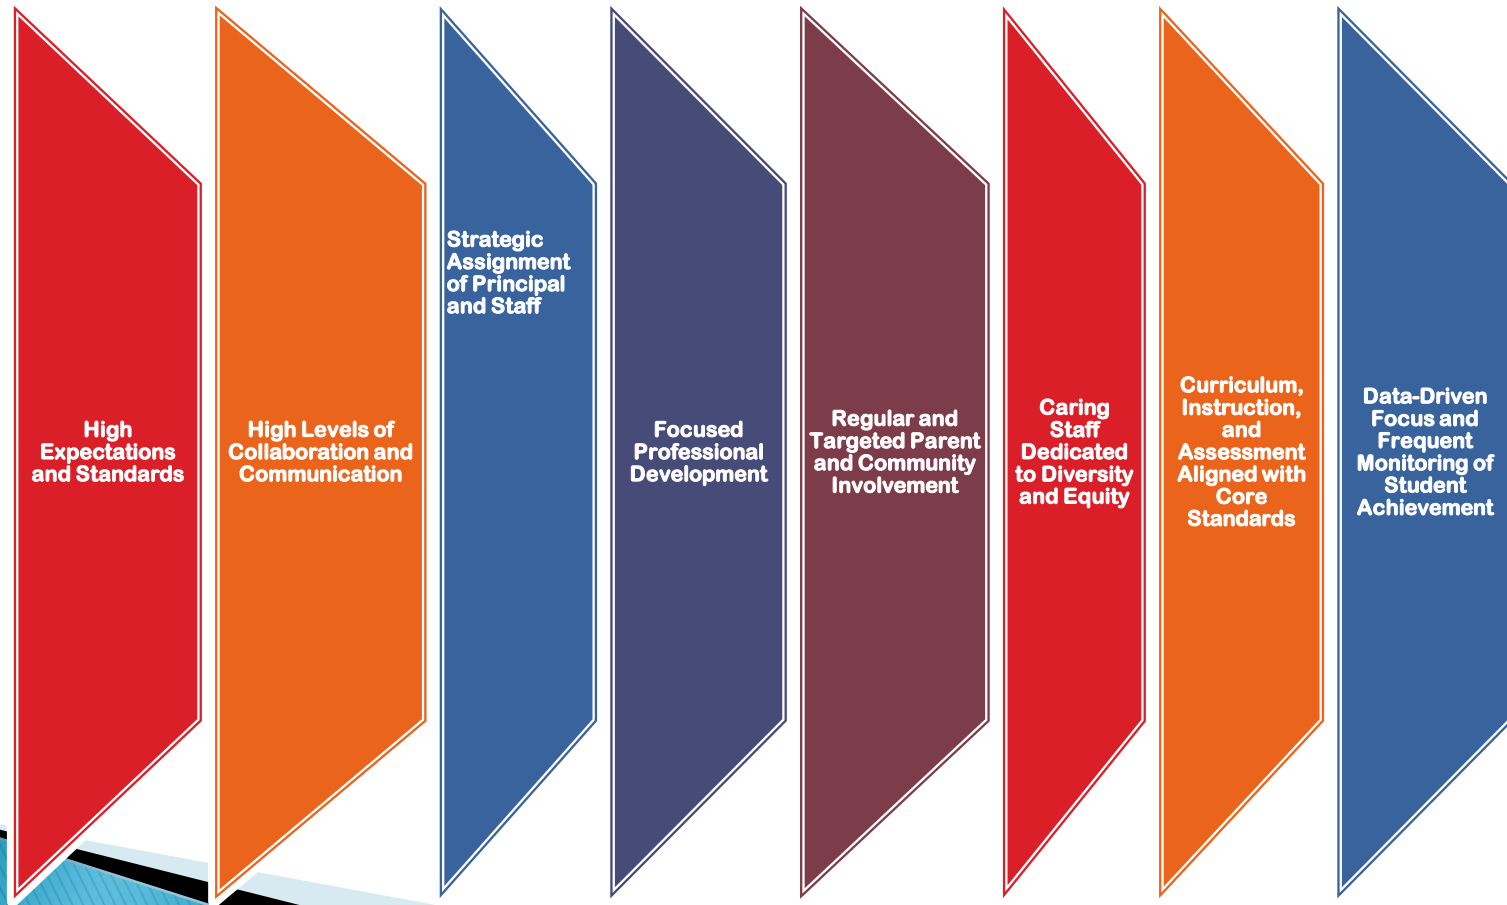 High
Expectations
and Standards
High Levels of
Collaboration and
Communication
Strategic
Assignment
of Principal
and Staff
Focused
Professional
Development
Regular and
Targeted Parent
and Community
Involvement
Caring
Staff
Dedicated
to Diversity
and Equity
Curriculum,
Instruction,
and
Assessment
Aligned with
Core
Standards
Data-Driven
Focus and
Frequent
Monitoring of
Student
Achievement